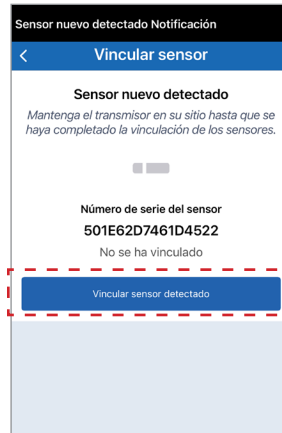 Sensor nuevo detectado Notificación
Vincular sensor
Sensor nuevo detectado
Mantenga el transmisor en su sitio hasta que se
haya completado la vinculación de los sensores.
Número de serie del sensor
501E62D7461D4522
No se ha vinculado
Vincular sensor detectado